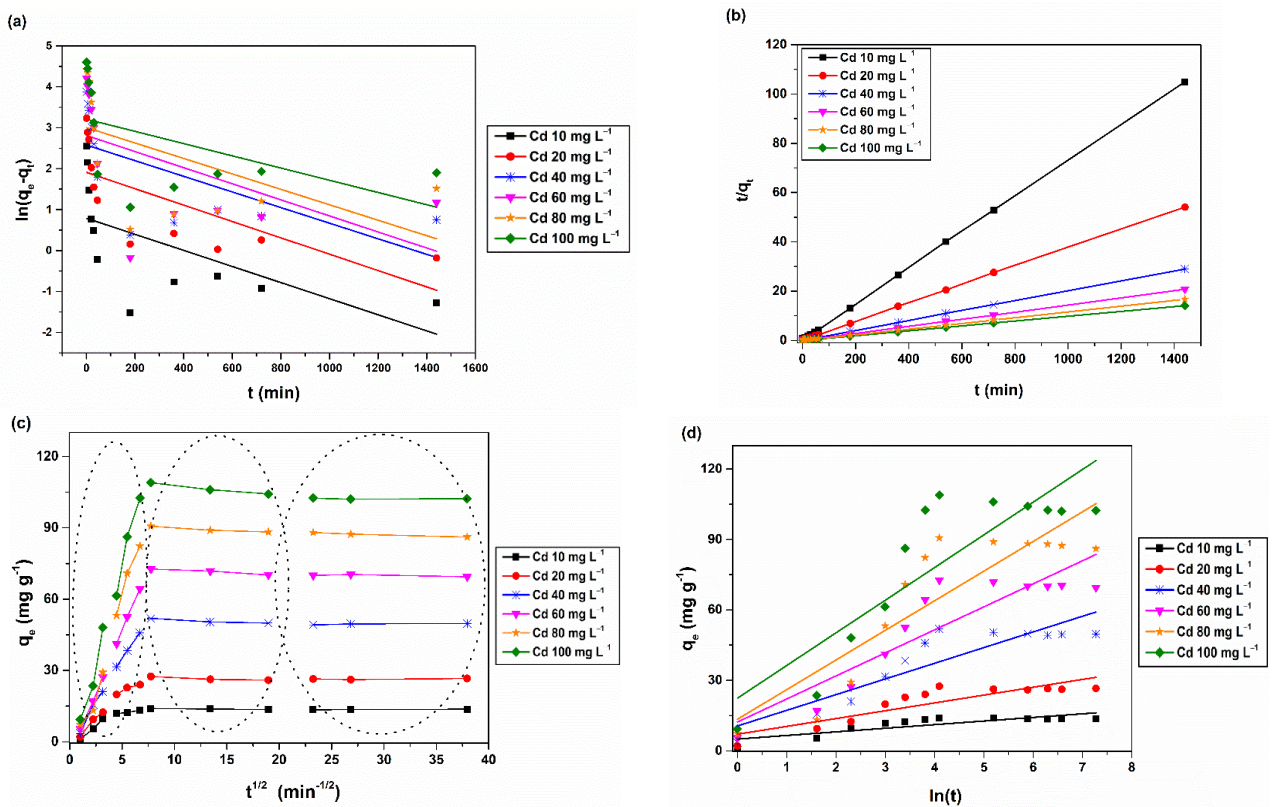 (a)
5
4
3
2
1
0
-1
-2
ln(qe-qt)
0 200 400 600 800 1000 1200 1400 1600
t (min)
Cd 10 mg L⁻¹
Cd 20 mg L⁻¹
Cd 40 mg L⁻¹
Cd 60 mg L⁻¹
Cd 80 mg L⁻¹
Cd 100 mg L⁻¹
(b)
120
100
80
60
40
20
0
t/qt
0 200 400 600 800 1000 1200 1400
t (min)
Cd 10 mg L⁻¹
Cd 20 mg L⁻¹
Cd 40 mg L⁻¹
Cd 60 mg L⁻¹
Cd 80 mg L⁻¹
Cd 100 mg L⁻¹
(c)
120
90
60
30
0
qe (mg g⁻¹)
0 5 10 15 20 25 30 35 40
t¹/² (min⁻¹/²)
Cd 10 mg L⁻¹
Cd 20 mg L⁻¹
Cd 40 mg L⁻¹
Cd 60 mg L⁻¹
Cd 80 mg L⁻¹
Cd 100 mg L⁻¹
(d)
120
90
60
30
0
qe (mg g⁻¹)
0 1 2 3 4 5 6 7 8
ln(t)
Cd 10 mg L⁻¹
Cd 20 mg L⁻¹
Cd 40 mg L⁻¹
Cd 60 mg L⁻¹
Cd 80 mg L⁻¹
Cd 100 mg L⁻¹